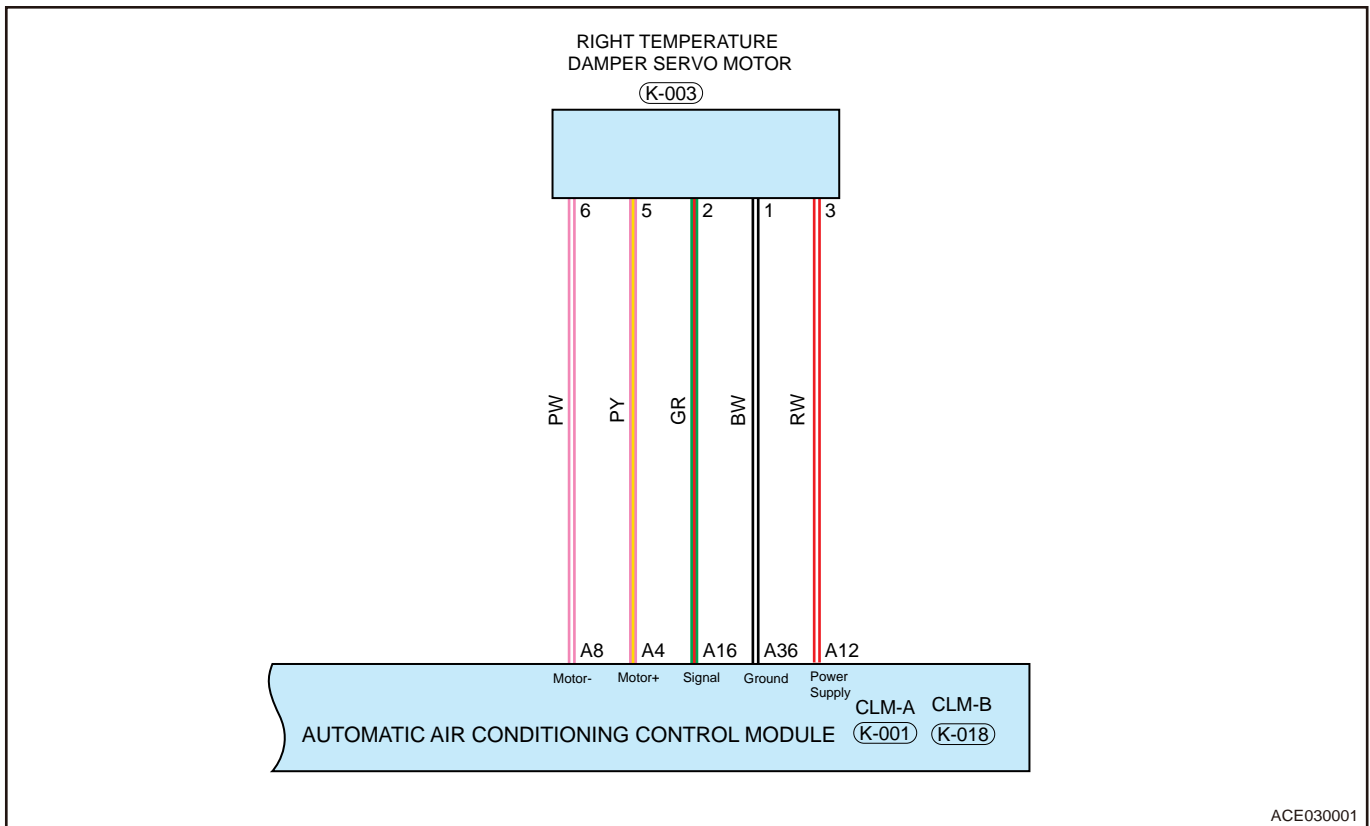 RIGHT TEMPERATURE
DAMPER SERVO MOTOR
K-003
6 5 2 1 3
PW PY GR BW RW
A8 A4 A16 A36 A12
Motor- Motor+ Signal Ground Power
Supply
CLM-A CLM-B
AUTOMATIC AIR CONDITIONING CONTROL MODULE K-001 K-018
ACE030001